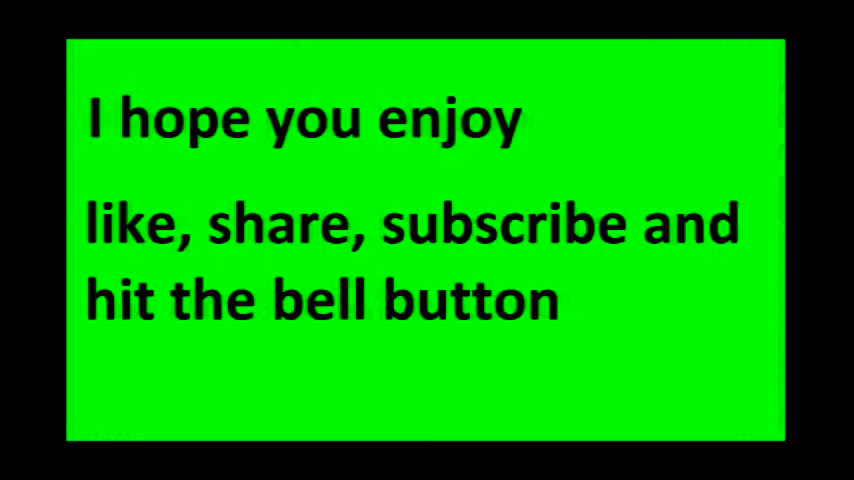 I hope you enjoy
like, share, subscribe and
hit the bell button